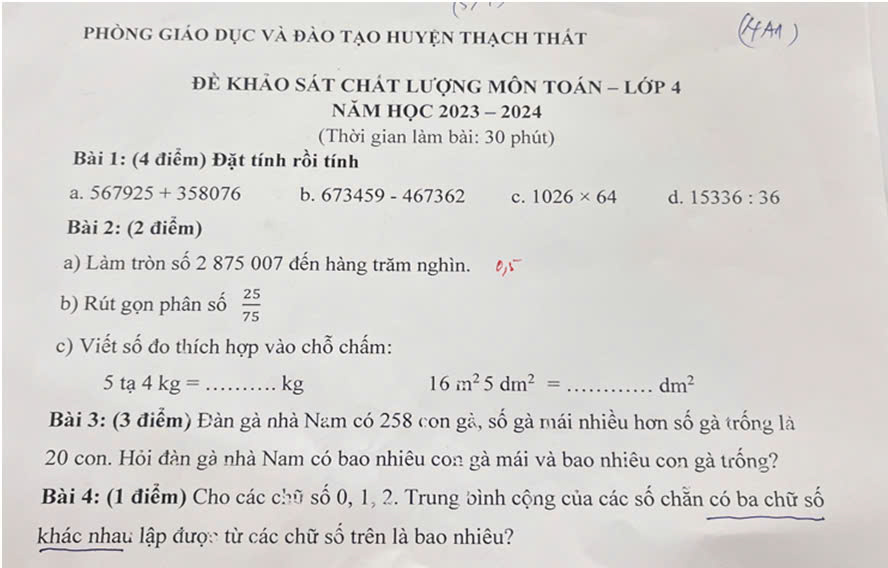 (4A1)
PHÒNG GIÁO DỤC VÀ ĐÀO TẠO HUYỆN THẠCH THẤT
ĐỀ KHẢO SÁT CHẤT LƯỢNG MÔN TOÁN – LỚP 4
NĂM HỌC 2023 – 2024
(Thời gian làm bài: 30 phút)
Bài 1: (4 điểm) Đặt tính rồi tính
a. 567925 + 358076 b. 673459 - 467362 c. 1026 × 64 d. 15336 : 36
Bài 2: (2 điểm)
a) Làm tròn số 2 875 007 đến hàng trăm nghìn. 0,5
b) Rút gọn phân số 25/75
c) Viết số đo thích hợp vào chỗ chấm:
5 tạ 4 kg = .......... kg 16 m² 5 dm² = ............ dm²
Bài 3: (3 điểm) Đàn gà nhà Nam có 258 con gà, số gà mái nhiều hơn số gà trống là
20 con. Hỏi đàn gà nhà Nam có bao nhiêu con gà mái và bao nhiêu con gà trống?
Bài 4: (1 điểm) Cho các chữ số 0, 1, 2. Trung bình cộng của các số chẵn có ba chữ số
khác nhau lập được từ các chữ số trên là bao nhiêu?